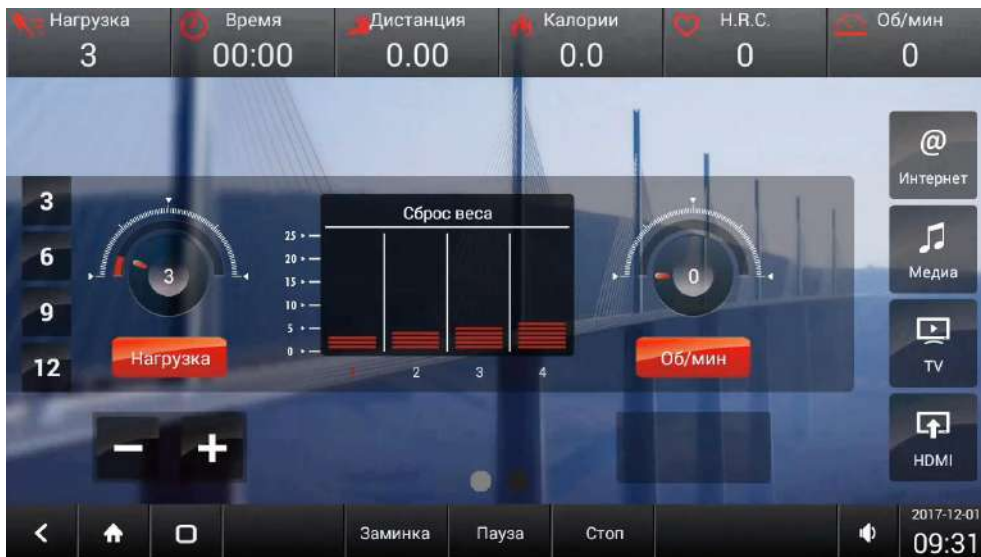 Нагрузка
3
Время
00:00
Дистанция
0.00
Калории
0.0
H.R.C.
0
Об/мин
0
3
6
9
12
3
Нагрузка
Сброс веса
25
20
15
10
5
0
1 2 3 4
0
Об/мин
@
Интернет
Медиа
TV
HDMI
Заминка Пауза Стоп
2017-12-01
09:31